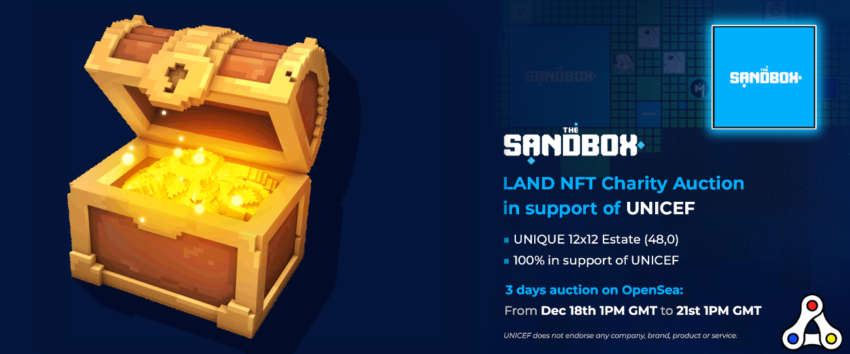 THE
SANDBOX
THE
SANDBOX
LAND NFT Charity Auction
in support of UNICEF
UNIQUE 12x12 Estate (48,0)
100% in support of UNICEF
3 days auction on OpenSea:
From Dec 18th 1PM GMT to 21st 1PM GMT
UNICEF does not endorse any company, brand, product or service.